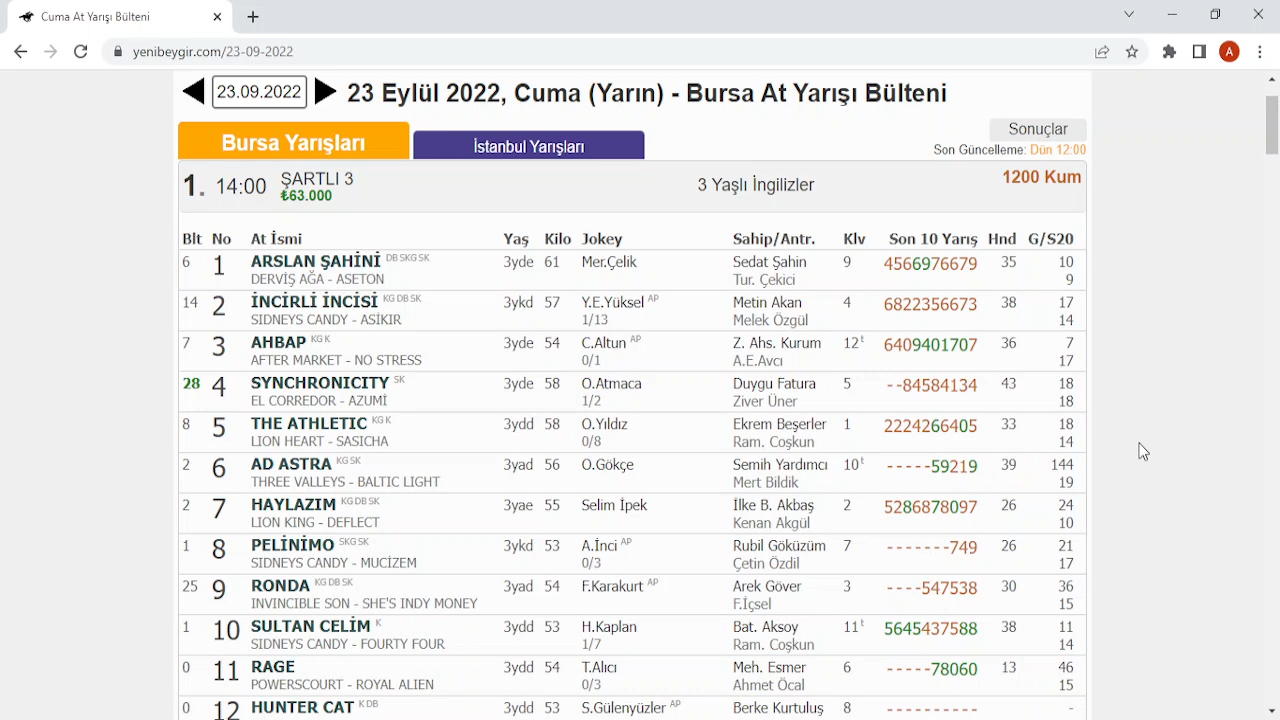 Cuma At Yarışı Bülteni
yenibeygir.com/23-09-2022
A
23.09.2022 23 Eylül 2022, Cuma (Yarın) - Bursa At Yarışı Bülteni
Bursa Yarışları İstanbul Yarışları Sonuçlar
Son Güncelleme: Dün 12:00
1. 14:00 ŞARTLI 3 3 Yaşlı İngilizler 1200 Kum
₺63.000
Blt No At İsmi Yaş Kilo Jokey Sahip/Antr. Klv Son 10 Yarış Hnd G/S20
6 1 ARSLAN ŞAHİNİ DB SKG SK 3yde 61 Mer.Çelik Sedat Şahin 9 4566976679 35 10
DERVİŞ AĞA - ASETON Tur. Çekici 9
14 2 İNCİRLİ İNCİSİ KG DB SK 3ykd 57 Y.E.Yüksel AP Metin Akan 4 6822356673 38 17
SIDNEYS CANDY - ASİKIR 1/13 Melek Özgül 14
7 3 AHBAP KG K 3yde 54 C.Altun AP Z. Ahs. Kurum 12t 6409401707 36 7
AFTER MARKET - NO STRESS 0/1 A.E.Avcı 17
28 4 SYNCHRONICITY SK 3yde 58 O.Atmaca Duygu Fatura 5 --84584134 43 18
EL CORREDOR - AZUMİ 1/2 Ziver Üner 18
8 5 THE ATHLETIC KG K 3ydd 58 O.Yıldız Ekrem Beşerler 1 2224266405 33 18
LION HEART - SASICHA 0/8 Ram. Coşkun 14
2 6 AD ASTRA KG SK 3yad 56 O.Gökçe Semih Yardımcı 10t -----59219 39 144
THREE VALLEYS - BALTIC LIGHT Mert Bildik 19
2 7 HAYLAZIM KG DB SK 3yae 55 Selim İpek İlke B. Akbaş 2 5286878097 26 24
LION KING - DEFLECT Kenan Akgül 10
1 8 PELİNİMO SKG SK 3ykd 53 A.İnci AP Rubil Göküzüm 7 -------749 26 21
SIDNEYS CANDY - MUCİZEM 0/3 Çetin Özdil 17
25 9 RONDA KG DB SK 3yad 54 F.Karakurt AP Arek Göver 3 ----547538 30 36
INVINCIBLE SON - SHE'S INDY MONEY F.İçsel 15
1 10 SULTAN CELİM K 3ydd 53 H.Kaplan Bat. Aksoy 11t 5645437588 38 11
SIDNEYS CANDY - FOURTY FOUR 1/7 Ram. Coşkun 14
0 11 RAGE 3ydd 54 T.Alıcı Meh. Esmer 6 -----78060 13 46
POWERSCOURT - ROYAL ALIEN 0/3 Ahmet Öcal 15
0 12 HUNTER CAT K DB 3ydd 53 S.Gülenyüzler AP Berke Kurtuluş 8 ---------- -